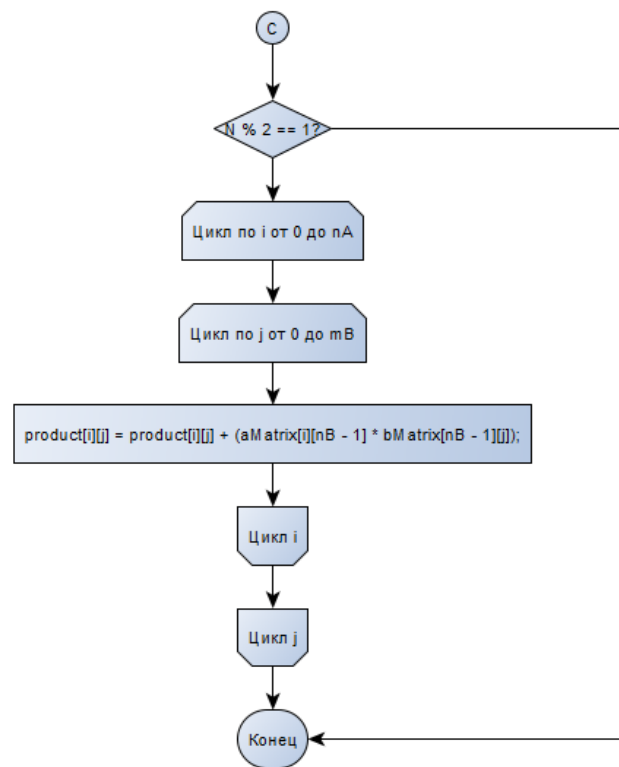 C
N % 2 == 1?
Цикл по i от 0 до nA
Цикл по j от 0 до mB
product[i][j] = product[i][j] + (aMatrix[i][nB - 1] * bMatrix[nB - 1][j]);
Цикл i
Цикл j
Конец